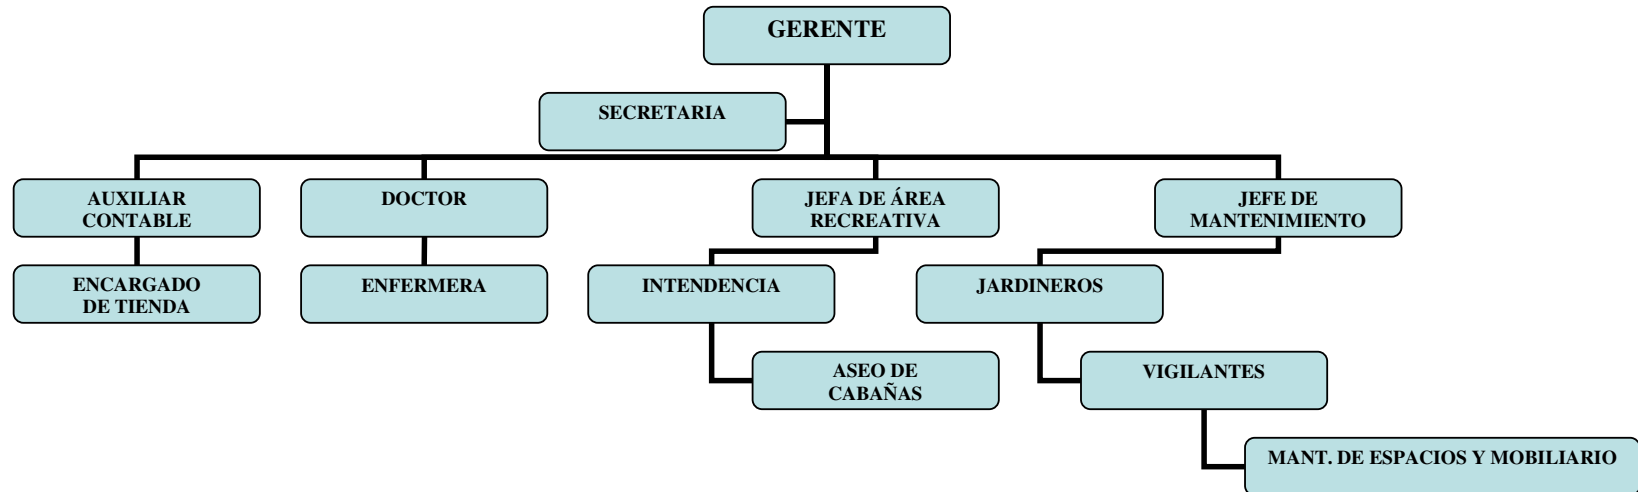 GERENTE
SECRETARIA
AUXILIAR
CONTABLE
DOCTOR
JEFA DE ÁREA
RECREATIVA
JEFE DE
MANTENIMIENTO
ENCARGADO
DE TIENDA
ENFERMERA
INTENDENCIA
JARDINEROS
ASEO DE
CABAÑAS
VIGILANTES
MANT. DE ESPACIOS Y MOBILIARIO